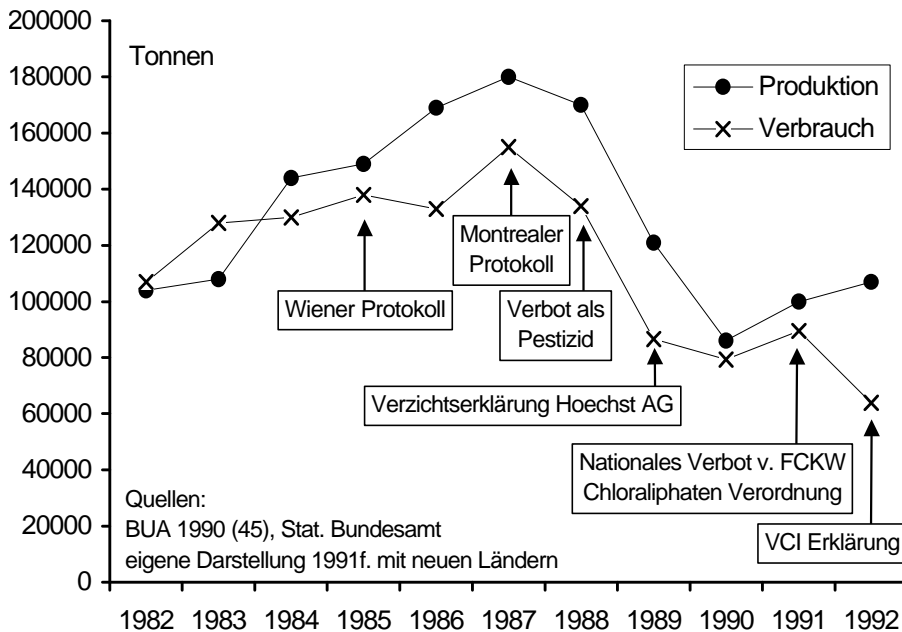 200000
180000
160000
140000
120000
100000
80000
60000
40000
20000
0
Tonnen
Produktion
Verbrauch
Wiener Protokoll
Montrealer
Protokoll
Verbot als
Pestizid
Verzichtserklärung Hoechst AG
Nationales Verbot v. FCKW
Chloraliphaten Verordnung
VCI Erklärung
Quellen:
BUA 1990 (45), Stat. Bundesamt
eigene Darstellung 1991f. mit neuen Ländern
1982 1983 1984 1985 1986 1987 1988 1989 1990 1991 1992